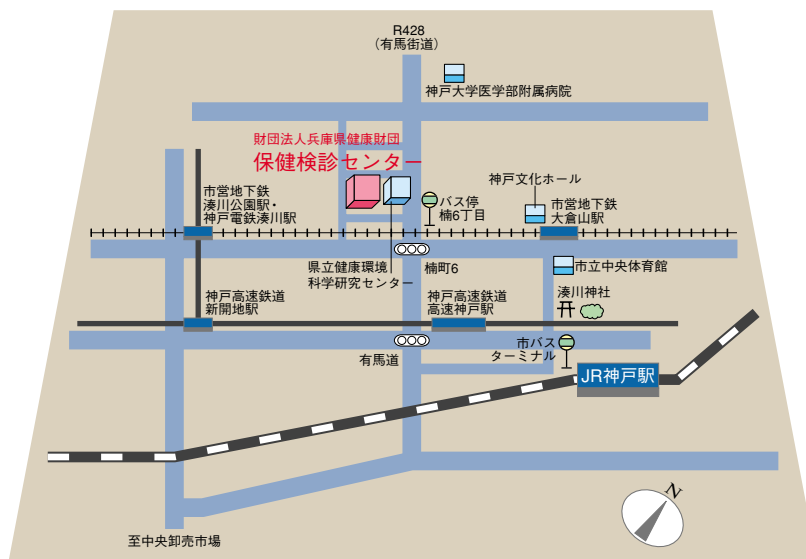 R428
（有馬街道）
神戸大学医学部附属病院
財団法人兵庫県健康財団
保健検診センター
神戸文化ホール
市営地下鉄
湊川公園駅・
神戸電鉄湊川駅
バス停
楠6丁目
市営地下鉄
大倉山駅
県立健康環境
科学研究センター
楠町6
市立中央体育館
神戸高速鉄道
新開地駅
神戸高速鉄道
高速神戸駅
湊川神社
有馬道
市バス
ターミナル
JR神戸駅
N
至中央卸売市場